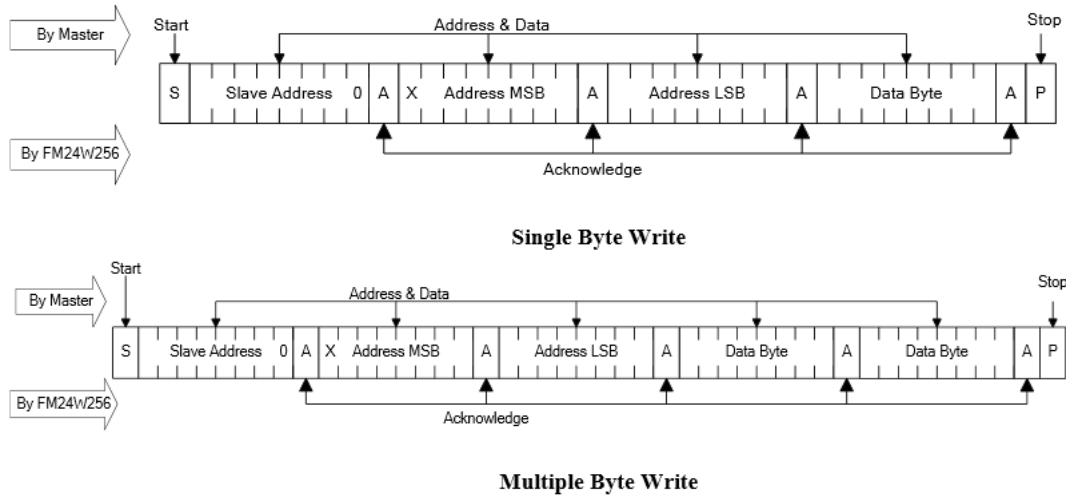 By Master
Start
Address & Data
Stop
S Slave Address 0 A X Address MSB A Address LSB A Data Byte A P
By FM24W256
Acknowledge
Single Byte Write
Start
By Master
Address & Data
Stop
S Slave Address 0 A X Address MSB A Address LSB A Data Byte A Data Byte A P
By FM24W256
Acknowledge
Multiple Byte Write